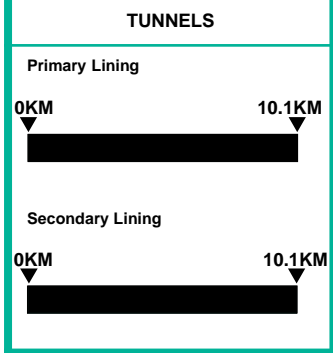 TUNNELS
Primary Lining
0KM 10.1KM
Secondary Lining
0KM 10.1KM